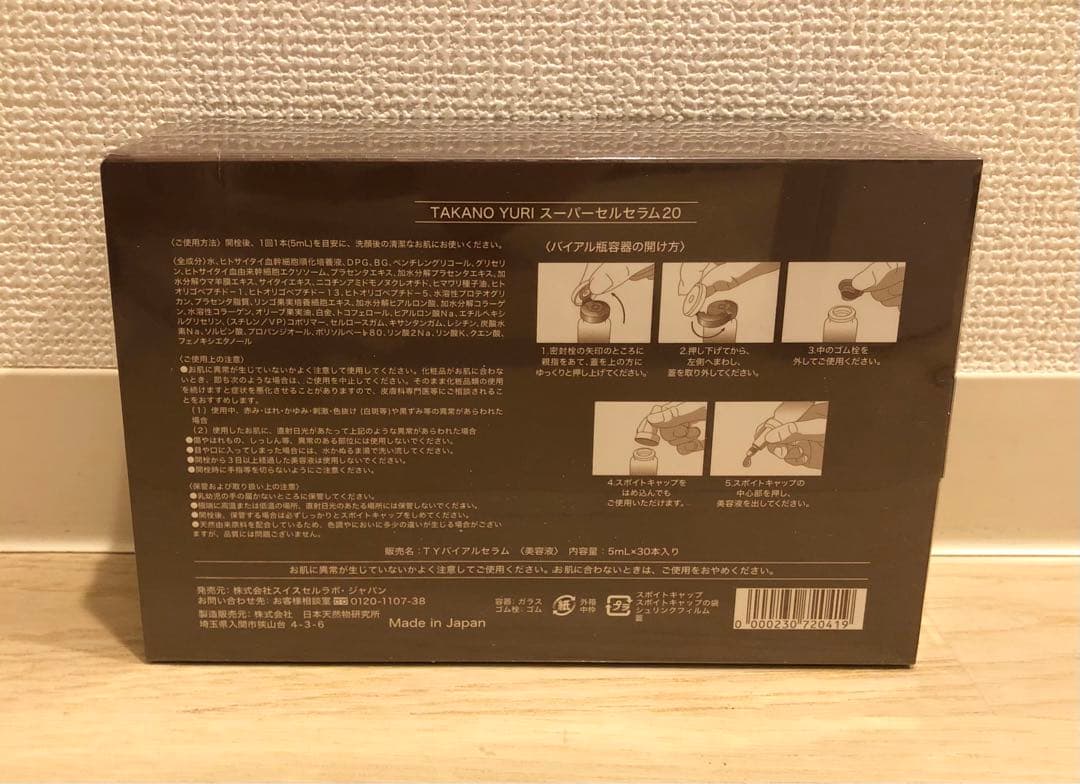 TAKANO YURI スーパーセルセラム20
〈ご使用方法〉開栓後、1回1本(5mL)を目安に、洗顔後の清潔なお肌にお使いください。
〈全成分〉水、ヒトサイタイ血幹細胞順化培養液、DPG、BG、ペンチレングリコール、グリセ
リン、ヒトサイタイ血由来幹細胞エクソソーム、プラセンタエキス、加水分解プラセンタエキス、加
水分解ウマ羊膜エキス、サイタイエキス、ニコチンアミドモノヌクレオチド、ヒマワリ種子油、ヒト
オリゴペプチド-1、ヒトオリゴペプチド-13、ヒトオリゴペプチド-5、水溶性プロテオグ
リカン、プラセンタ脂質、リンゴ果実培養細胞エキス、加水分解ヒアルロン酸、加水分解コラーゲ
ン、水溶性コラーゲン、オリーブ果実油、白金、トコフェロール、ヒアルロン酸Na、エチルヘキシ
ルグリセリン、(スチレン/VP)コポリマー、セルロースガム、キサンタンガム、レシチン、炭酸水
素Na、ソルビン酸、プロパンジオール、ポリソルベート80、リン酸2Na、リン酸K、クエン酸、
フェノキシエタノール
〈ご使用上の注意〉
●お肌に異常が生じていないかよく注意して使用してください。化粧品がお肌に合わな
いとき、即ち次のような場合は、ご使用を中止してください。そのまま化粧品類の使用
を続けますと症状を悪化させることがありますので、皮膚科専門医等にご相談されるこ
とをおすすめします。
(1)使用中、赤み・はれ・かゆみ・刺激・色抜け(白斑等)や黒ずみ等の異常があらわれた
場合
(2)使用したお肌に、直射日光があたって上記のような異常があらわれた場合
●傷やはれもの、しっしん等、異常のある部位には使用しないでください。
●目や口に入ってしまった場合には、水かぬるま湯で洗い流してください。
●開栓から3日以上経過した美容液は使用しないでください。
●開栓時に手指等を切らないようにご注意ください。
〈保管および取り扱い上の注意〉
●乳幼児の手の届かないところに保管してください。
●極端に高温または低温の場所、直射日光のあたる場所には保管しないでください。
●開栓後、保管する場合は必ずしっかりとスポイトキャップをしめてください。
●天然由来原料を配合しているため、色調やにおいに多少の違いが生じる場合がござい
ますが、品質には問題ございません。
〈バイアル瓶容器の開け方〉
1.密封栓の矢印のところに
親指をあて、蓋を上の方に
ゆっくりと押し上げてください。
2.押し下げてから、
左側へまわし、
蓋を取り外してください。
3.中のゴム栓を
外してご使用ください。
4.スポイトキャップを
はめ込んでも
ご使用いただけます。
5.スポイトキャップの
中心部を押し、
美容液を出してください。
販売名:TYバイアルセラム 〈美容液〉 内容量:5mL×30本入り
お肌に異常が生じていないかよく注意してご使用ください。お肌に合わないときは、ご使用をおやめください。
発売元:株式会社スイスセルラボ・ジャパン
お問い合わせ先:お客様相談室 0120-1107-38
製造販売元:株式会社 日本天然物研究所
埼玉県入間市狭山台 4-3-6
Made in Japan
容器:ガラス
ゴム栓:ゴム
紙
外箱
中枠
プラ
スポイトキャップ
スポイトキャップの袋
シュリンクフィルム
蓋
0 000230 720419